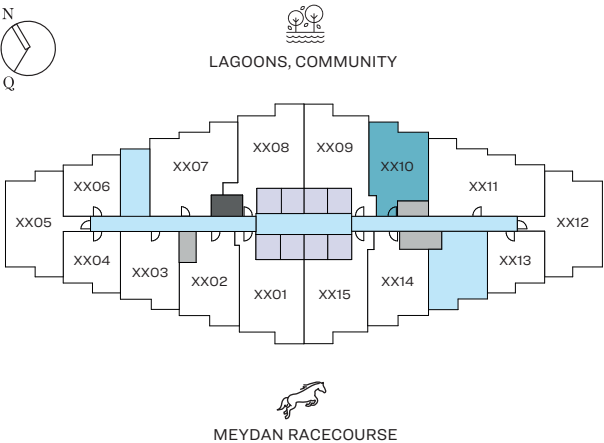 N
Q
LAGOONS, COMMUNITY
XX08
XX09
XX07
XX10
XX06
XX11
XX05
XX12
XX04
XX03
XX02
XX01
XX15
XX14
XX13
MEYDAN RACECOURSE